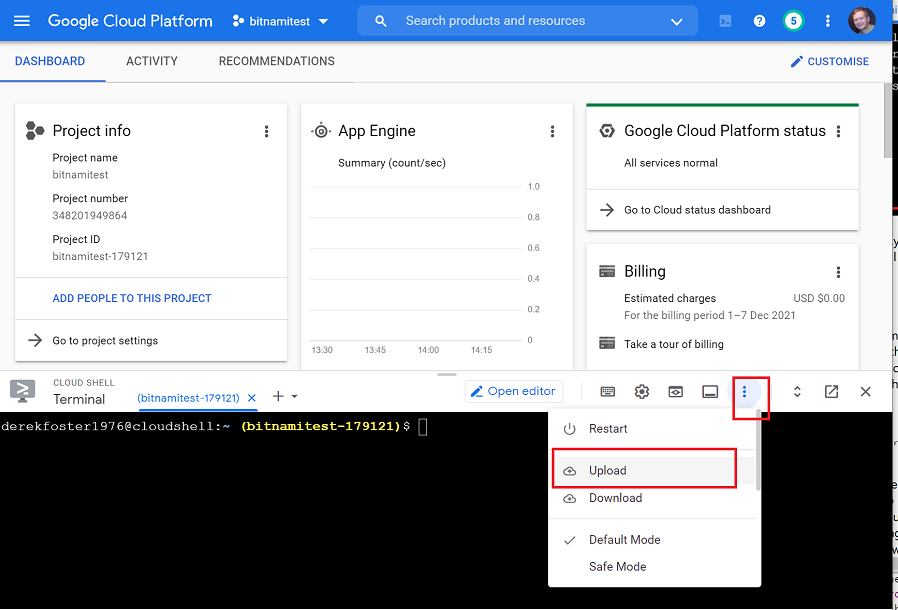 Google Cloud Platform
bitnamitest
Search products and resources
5
DASHBOARD
ACTIVITY
RECOMMENDATIONS
CUSTOMISE
Project info
Project name
bitnamitest
Project number
348201949864
Project ID
bitnamitest-179121
ADD PEOPLE TO THIS PROJECT
Go to project settings
App Engine
Summary (count/sec)
1.0
0.8
0.6
0.4
0.2
0
13:30 13:45 14:00 14:15
Google Cloud Platform status
All services normal
Go to Cloud status dashboard
Billing
Estimated charges USD $0.00
For the billing period 1–7 Dec 2021
Take a tour of billing
CLOUD SHELL
Terminal
(bitnamitest-179121)
Open editor
derekfoster1976@cloudshell:~ (bitnamitest-179121)$
Restart
Upload
Download
Default Mode
Safe Mode